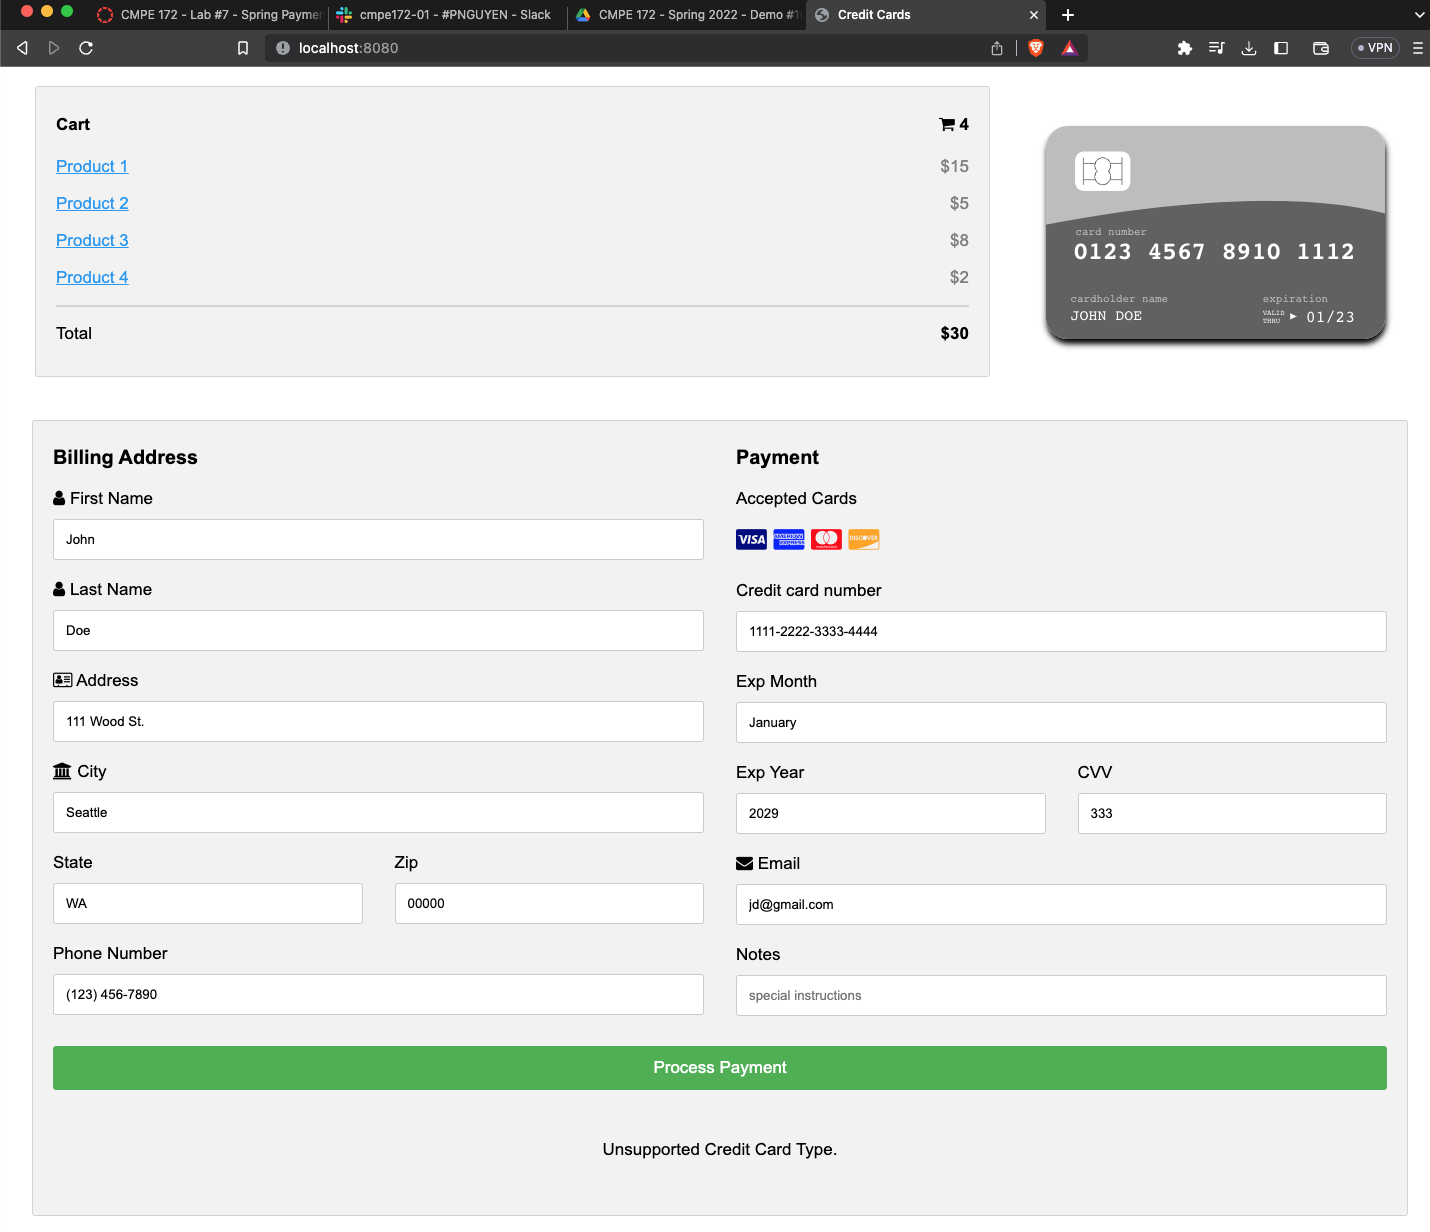 CMPE 172 - Lab #7 - Spring Paymen
cmpe172-01 - #PNGUYEN - Slack
CMPE 172 - Spring 2022 - Demo #1
Credit Cards
localhost:8080
VPN
Cart 4
Product 1 $15
Product 2 $5
Product 3 $8
Product 4 $2
Total $30
card number
0123 4567 8910 1112
cardholder name
JOHN DOE
expiration
VALID
THRU
01/23
Billing Address
First Name
John
Last Name
Doe
Address
111 Wood St.
City
Seattle
State Zip
WA 00000
Phone Number
(123) 456-7890
Payment
Accepted Cards
VISA AMERICAN EXPRESS mastercard DISCOVER
Credit card number
1111-2222-3333-4444
Exp Month
January
Exp Year CVV
2029 333
Email
jd@gmail.com
Notes
special instructions
Process Payment
Unsupported Credit Card Type.